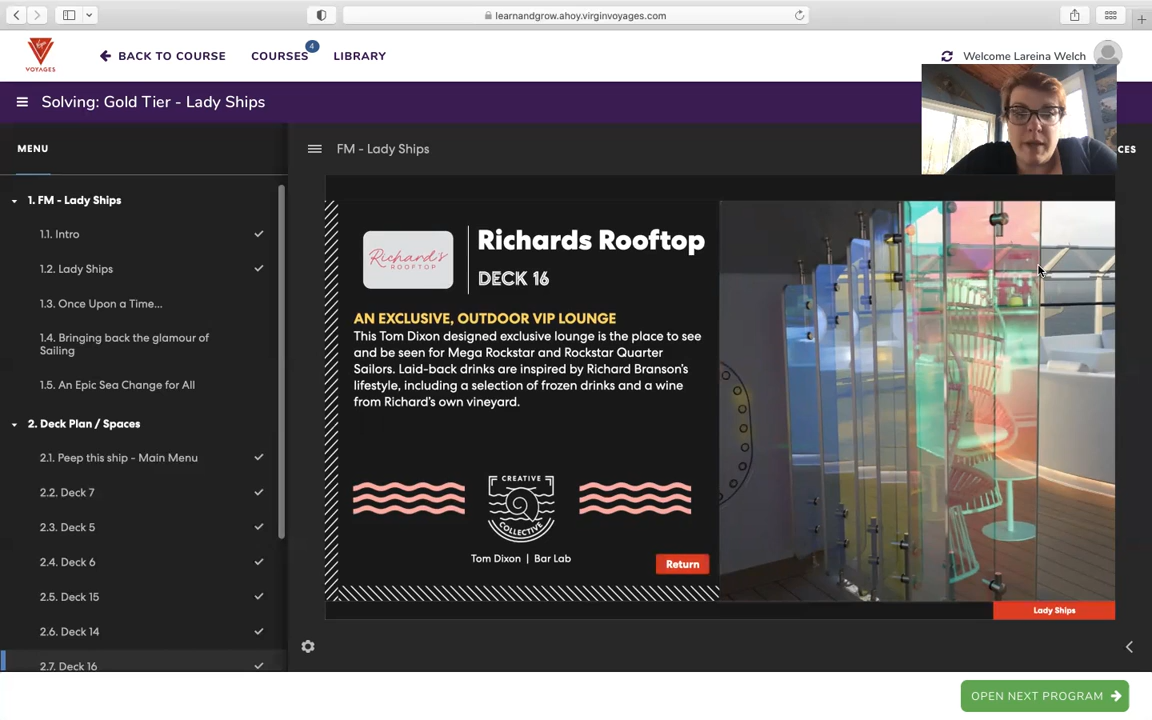 learnandgrow.ahoy.virginvoyages.com
VOYAGES
BACK TO COURSE
COURSES
4
LIBRARY
Welcome Lareina Welch
Solving: Gold Tier - Lady Ships
MENU
FM - Lady Ships
CES
1. FM - Lady Ships
1.1. Intro
1.2. Lady Ships
1.3. Once Upon a Time...
1.4. Bringing back the glamour of
Sailing
1.5. An Epic Sea Change for All
2. Deck Plan / Spaces
2.1. Peep this ship - Main Menu
2.2. Deck 7
2.3. Deck 5
2.4. Deck 6
2.5. Deck 15
2.6. Deck 14
2.7. Deck 16
Richard's
ROOFTOP
Richards Rooftop
DECK 16
AN EXCLUSIVE, OUTDOOR VIP LOUNGE
This Tom Dixon designed exclusive lounge is the place to see
and be seen for Mega Rockstar and Rockstar Quarter
Sailors. Laid-back drinks are inspired by Richard Branson's
lifestyle, including a selection of frozen drinks and a wine
from Richard's own vineyard.
CREATIVE
COLLECTIVE
Tom Dixon | Bar Lab
Return
Lady Ships
OPEN NEXT PROGRAM